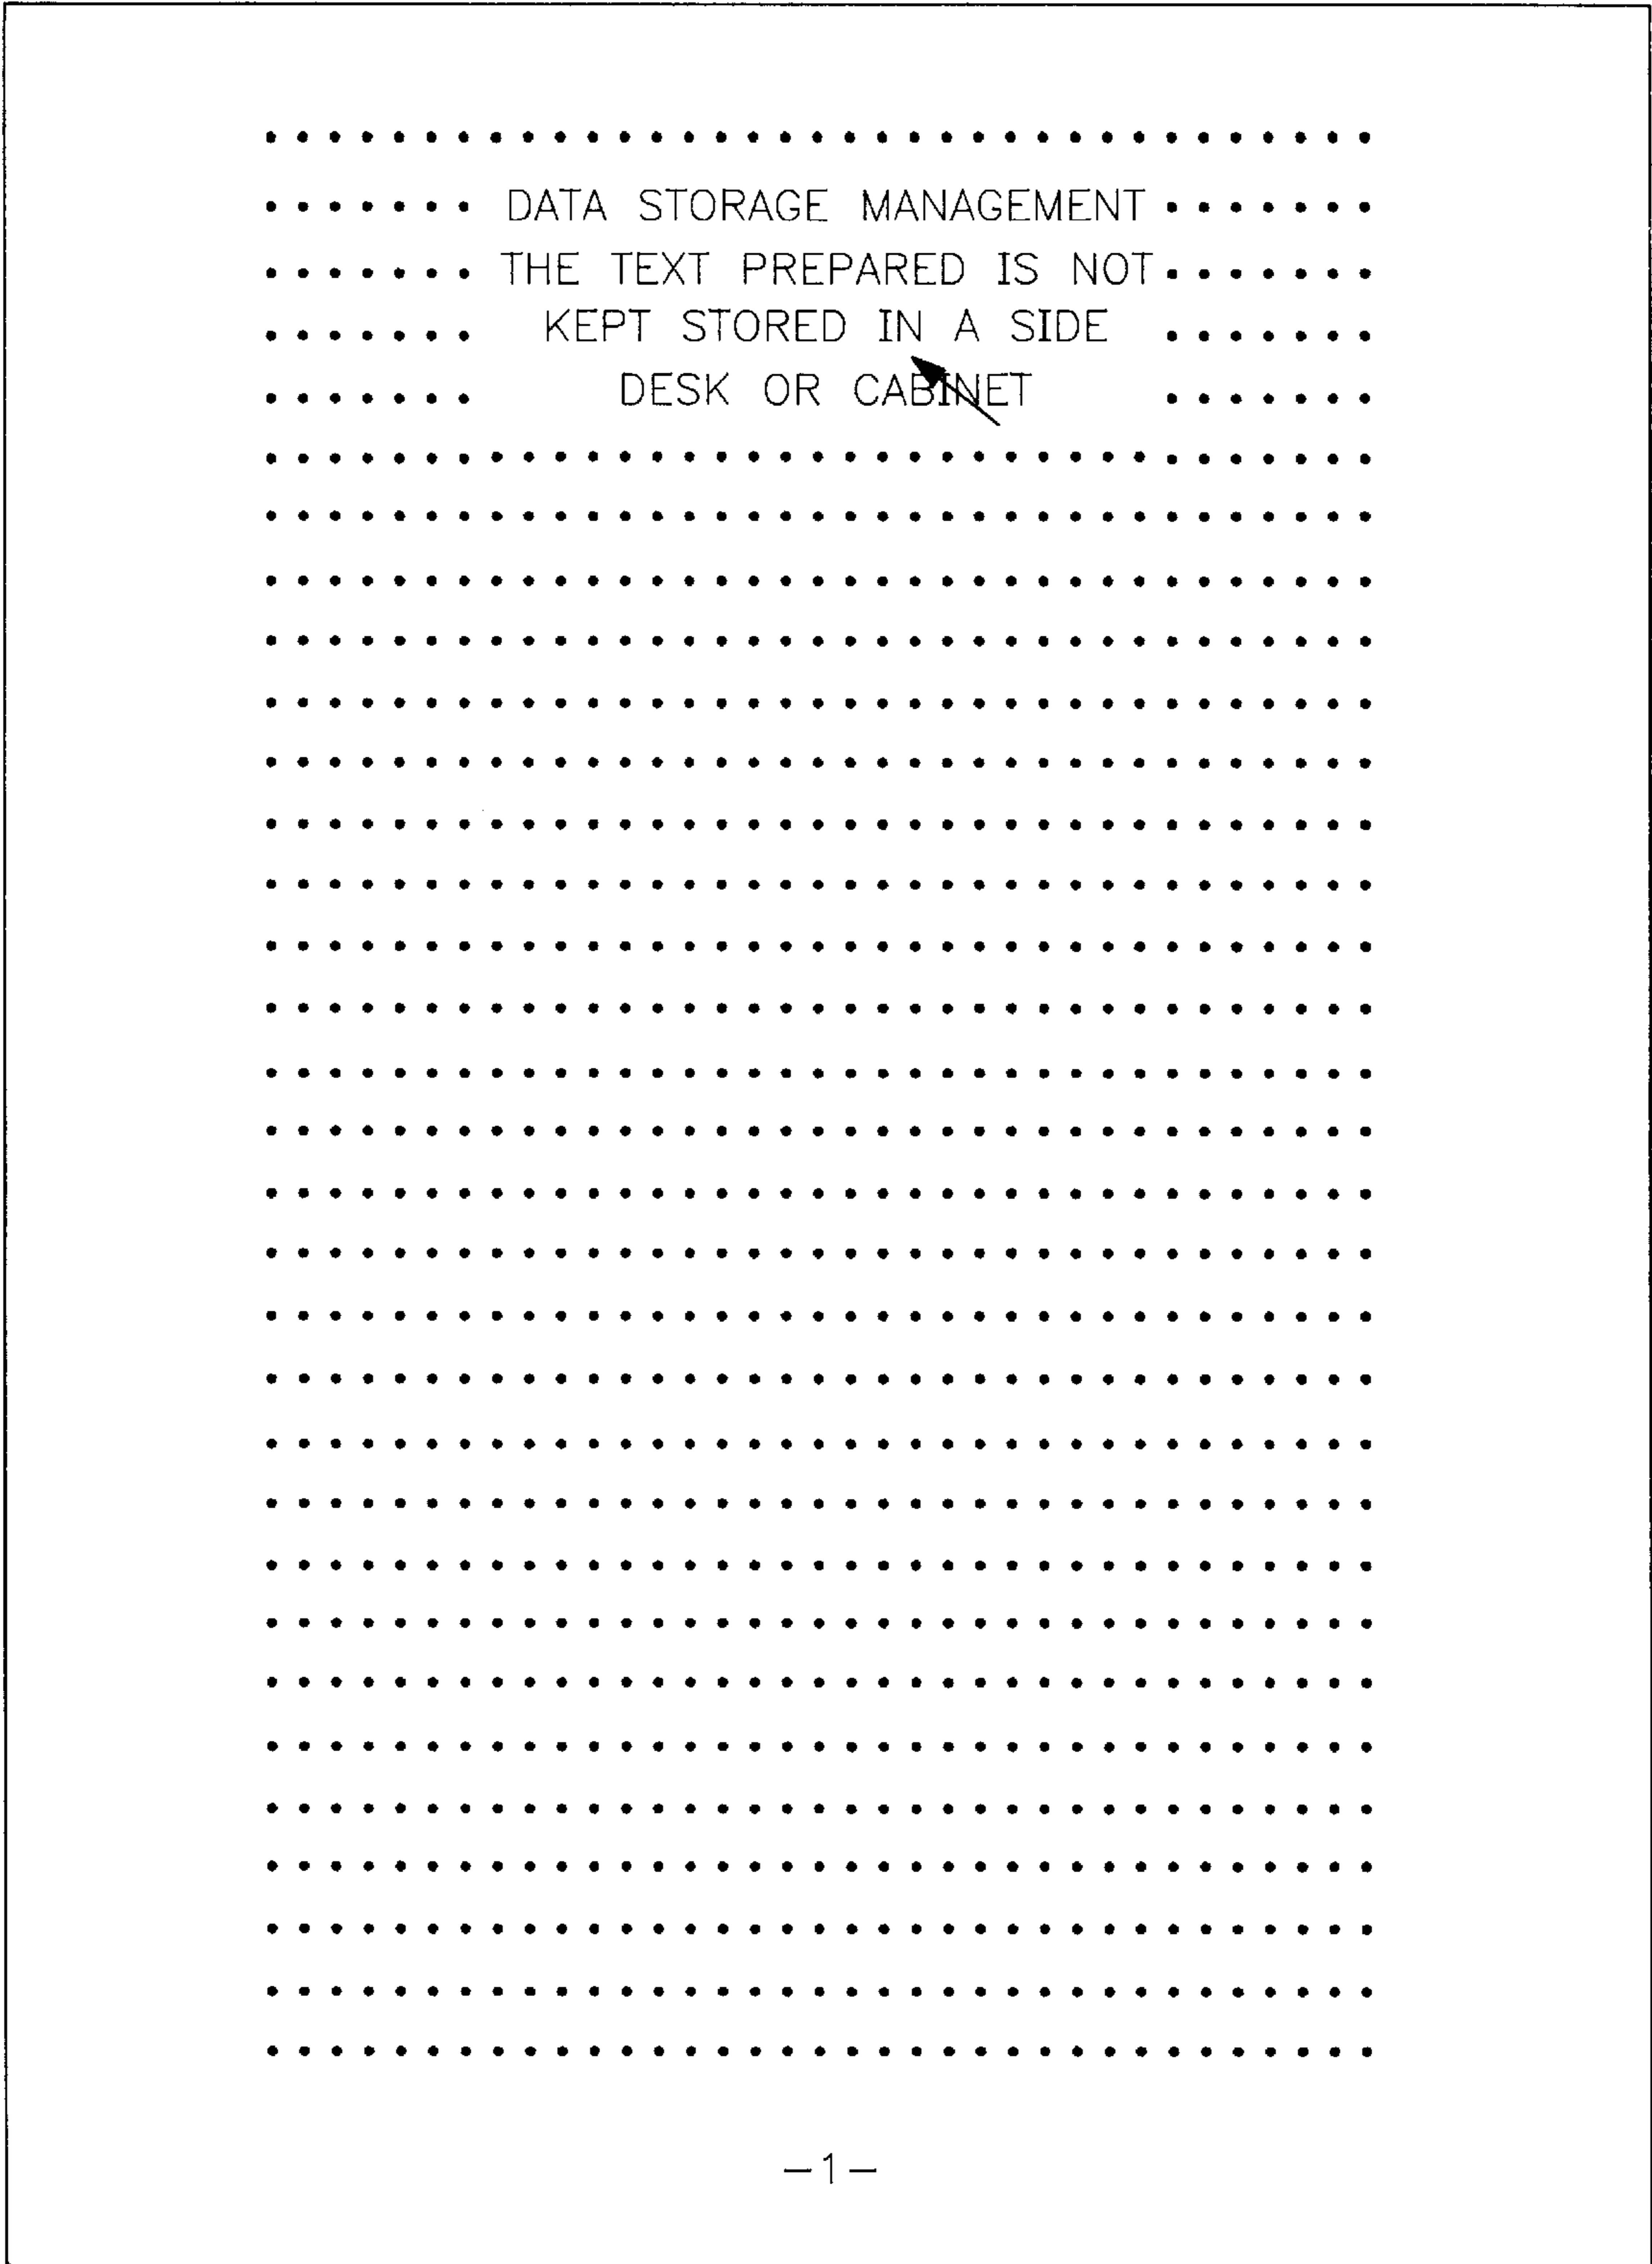 DATA STORAGE MANAGEMENT
THE TEXT PREPARED IS NOT
KEPT STORED IN A SIDE
DESK OR CABINET
-1-